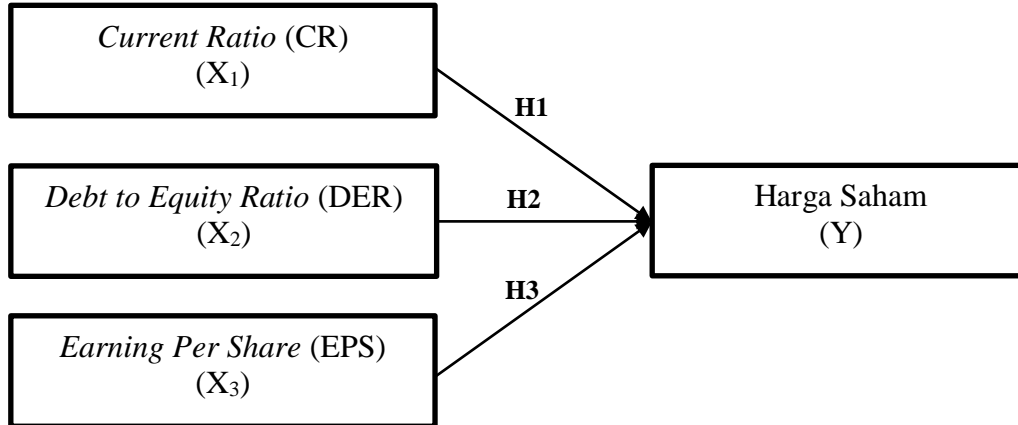 Current Ratio (CR)
(X₁)
H1
Debt to Equity Ratio (DER)
(X₂)
H2
Harga Saham
(Y)
H3
Earning Per Share (EPS)
(X₃)